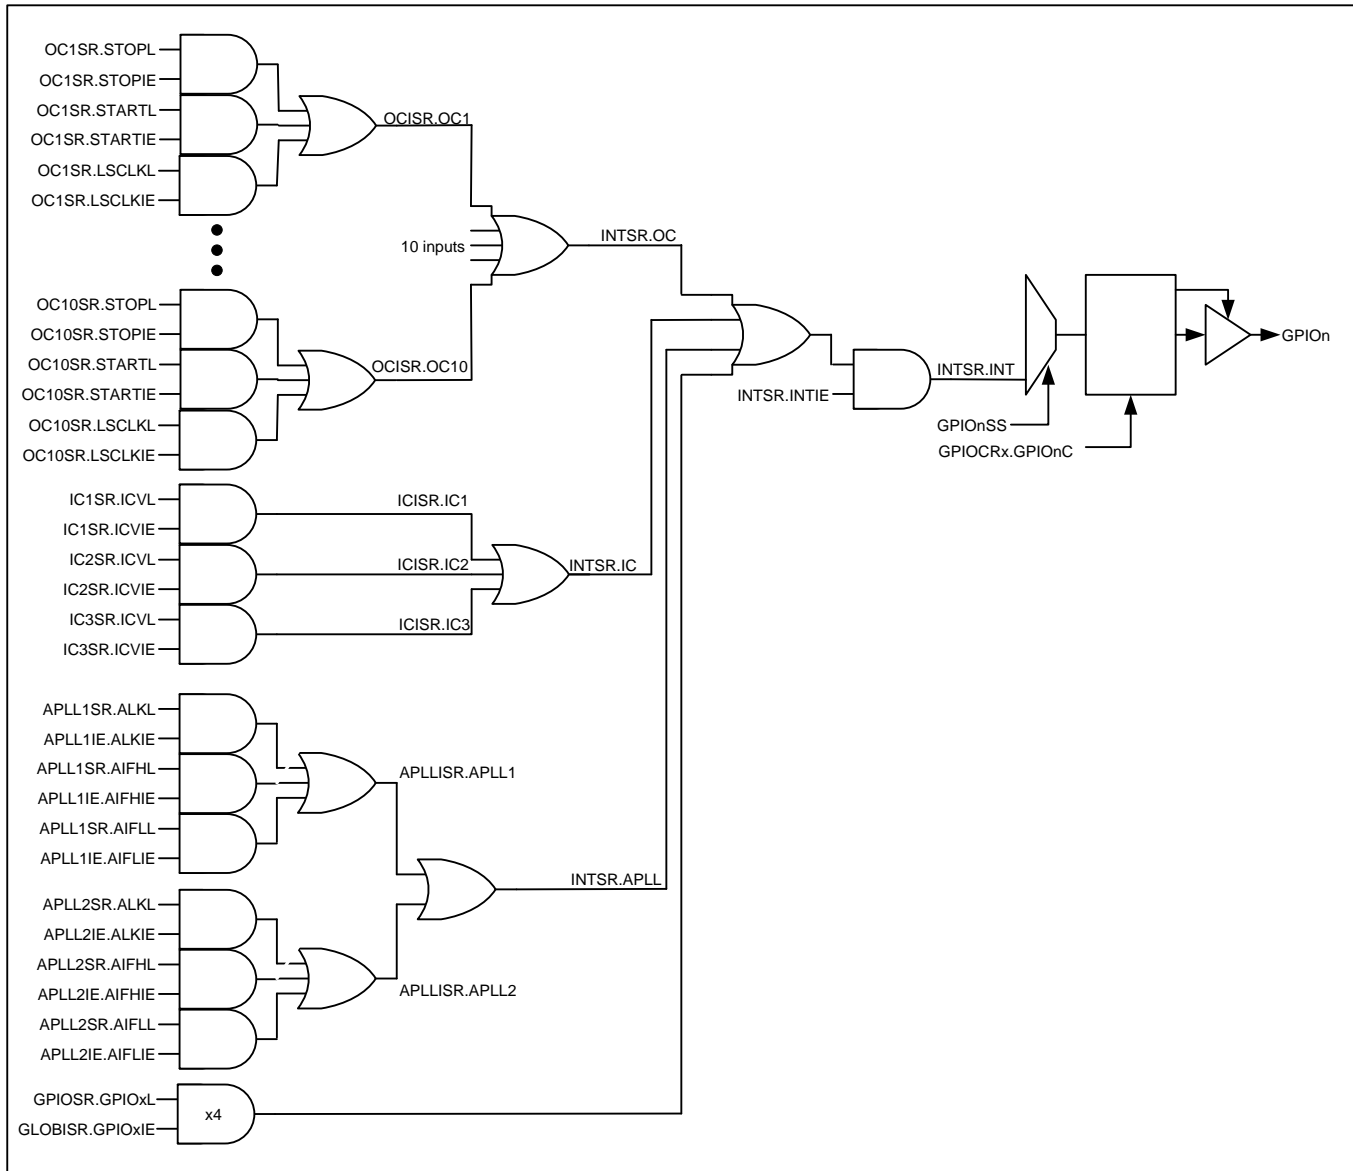 OC1SR.STOPL
OC1SR.STOPIE
OC1SR.STARTL
OC1SR.STARTIE
OC1SR.LSCLKL
OC1SR.LSCLKIE
OCISR.OC1
10 inputs
INTSR.OC
OC10SR.STOPL
OC10SR.STOPIE
OC10SR.STARTL
OC10SR.STARTIE
OC10SR.LSCLKL
OC10SR.LSCLKIE
OCISR.OC10
INTSR.INTIE
INTSR.INT
GPIOnSS
GPIOCRx.GPIOnC
GPIOn
IC1SR.ICVL
IC1SR.ICVIE
IC2SR.ICVL
IC2SR.ICVIE
IC3SR.ICVL
IC3SR.ICVIE
ICISR.IC1
ICISR.IC2
ICISR.IC3
INTSR.IC
APLL1SR.ALKL
APLL1IE.ALKIE
APLL1SR.AIFHL
APLL1IE.AIFHIE
APLL1SR.AIFLL
APLL1IE.AIFLIE
APLLISR.APLL1
INTSR.APLL
APLL2SR.ALKL
APLL2IE.ALKIE
APLL2SR.AIFHL
APLL2IE.AIFHIE
APLL2SR.AIFLL
APLL2IE.AIFLIE
APLLISR.APLL2
GPIOSR.GPIOxL
GLOBISR.GPIOxIE
x4